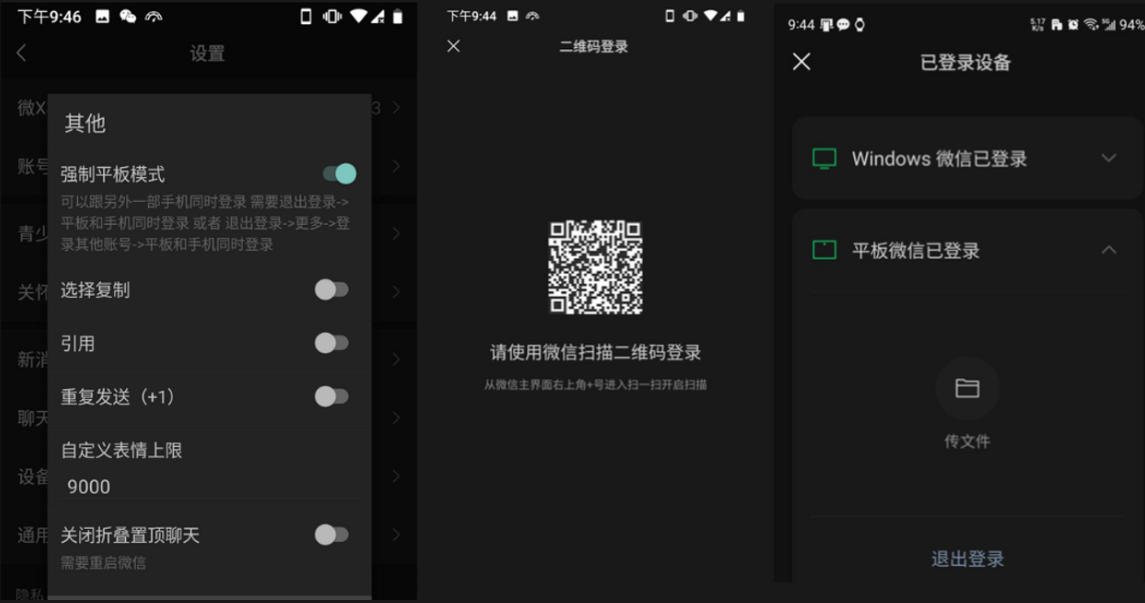 下午9:46
设置
微X
3
账号
青少
关怀
新消
聊天
设备
通用
隐私
其他
强制平板模式
可以跟另外一部手机同时登录 需要退出登录->
平板和手机同时登录 或者 退出登录->更多->登
录其他账号->平板和手机同时登录
选择复制
引用
重复发送（+1）
自定义表情上限
9000
关闭折叠置顶聊天
需要重启微信
下午9:44
二维码登录
请使用微信扫描二维码登录
从微信主界面右上角+号进入扫一扫开启扫描
9:44
5.17
K/s
5G
94%
已登录设备
Windows 微信已登录
平板微信已登录
传文件
退出登录